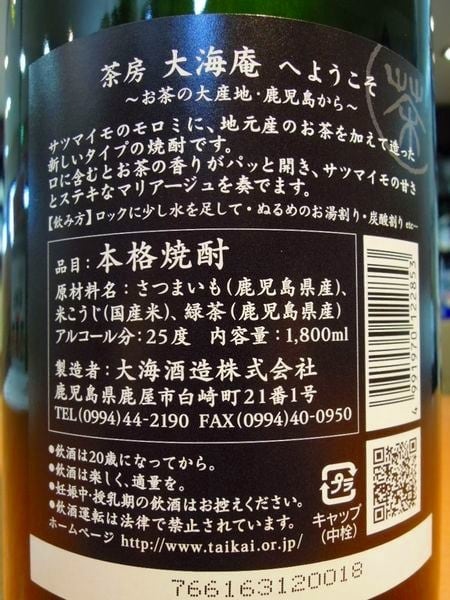 茶房 大海庵 へようこそ
～お茶の大産地・鹿児島から～
茶
サツマイモのモロミに、地元産のお茶を加えて造った
新しいタイプの焼酎です。
口に含むとお茶の香りがパッと開き、サツマイモの甘さ
とステキなマリアージュを奏でます。
【飲み方】ロックに少し水を足して・ぬるめのお湯割り・炭酸割り etc…
品目：本格焼酎
原材料名：さつまいも（鹿児島県産）、
米こうじ（国産米）、緑茶（鹿児島県産）
アルコール分：25度 内容量：1,800ml
製造者：大海酒造株式会社
鹿児島県鹿屋市白崎町21番1号
TEL(0994)44-2190 FAX(0994)40-0950
4 991970 122853
●飲酒は20歳になってから。
●飲酒は楽しく、適量を。
●妊娠中・授乳期の飲酒はお控えください。
●飲酒運転は法律で禁止されています。
ホームページ http://www.taikai.or.jp/
プラ
キャップ
（中栓）
766163120018